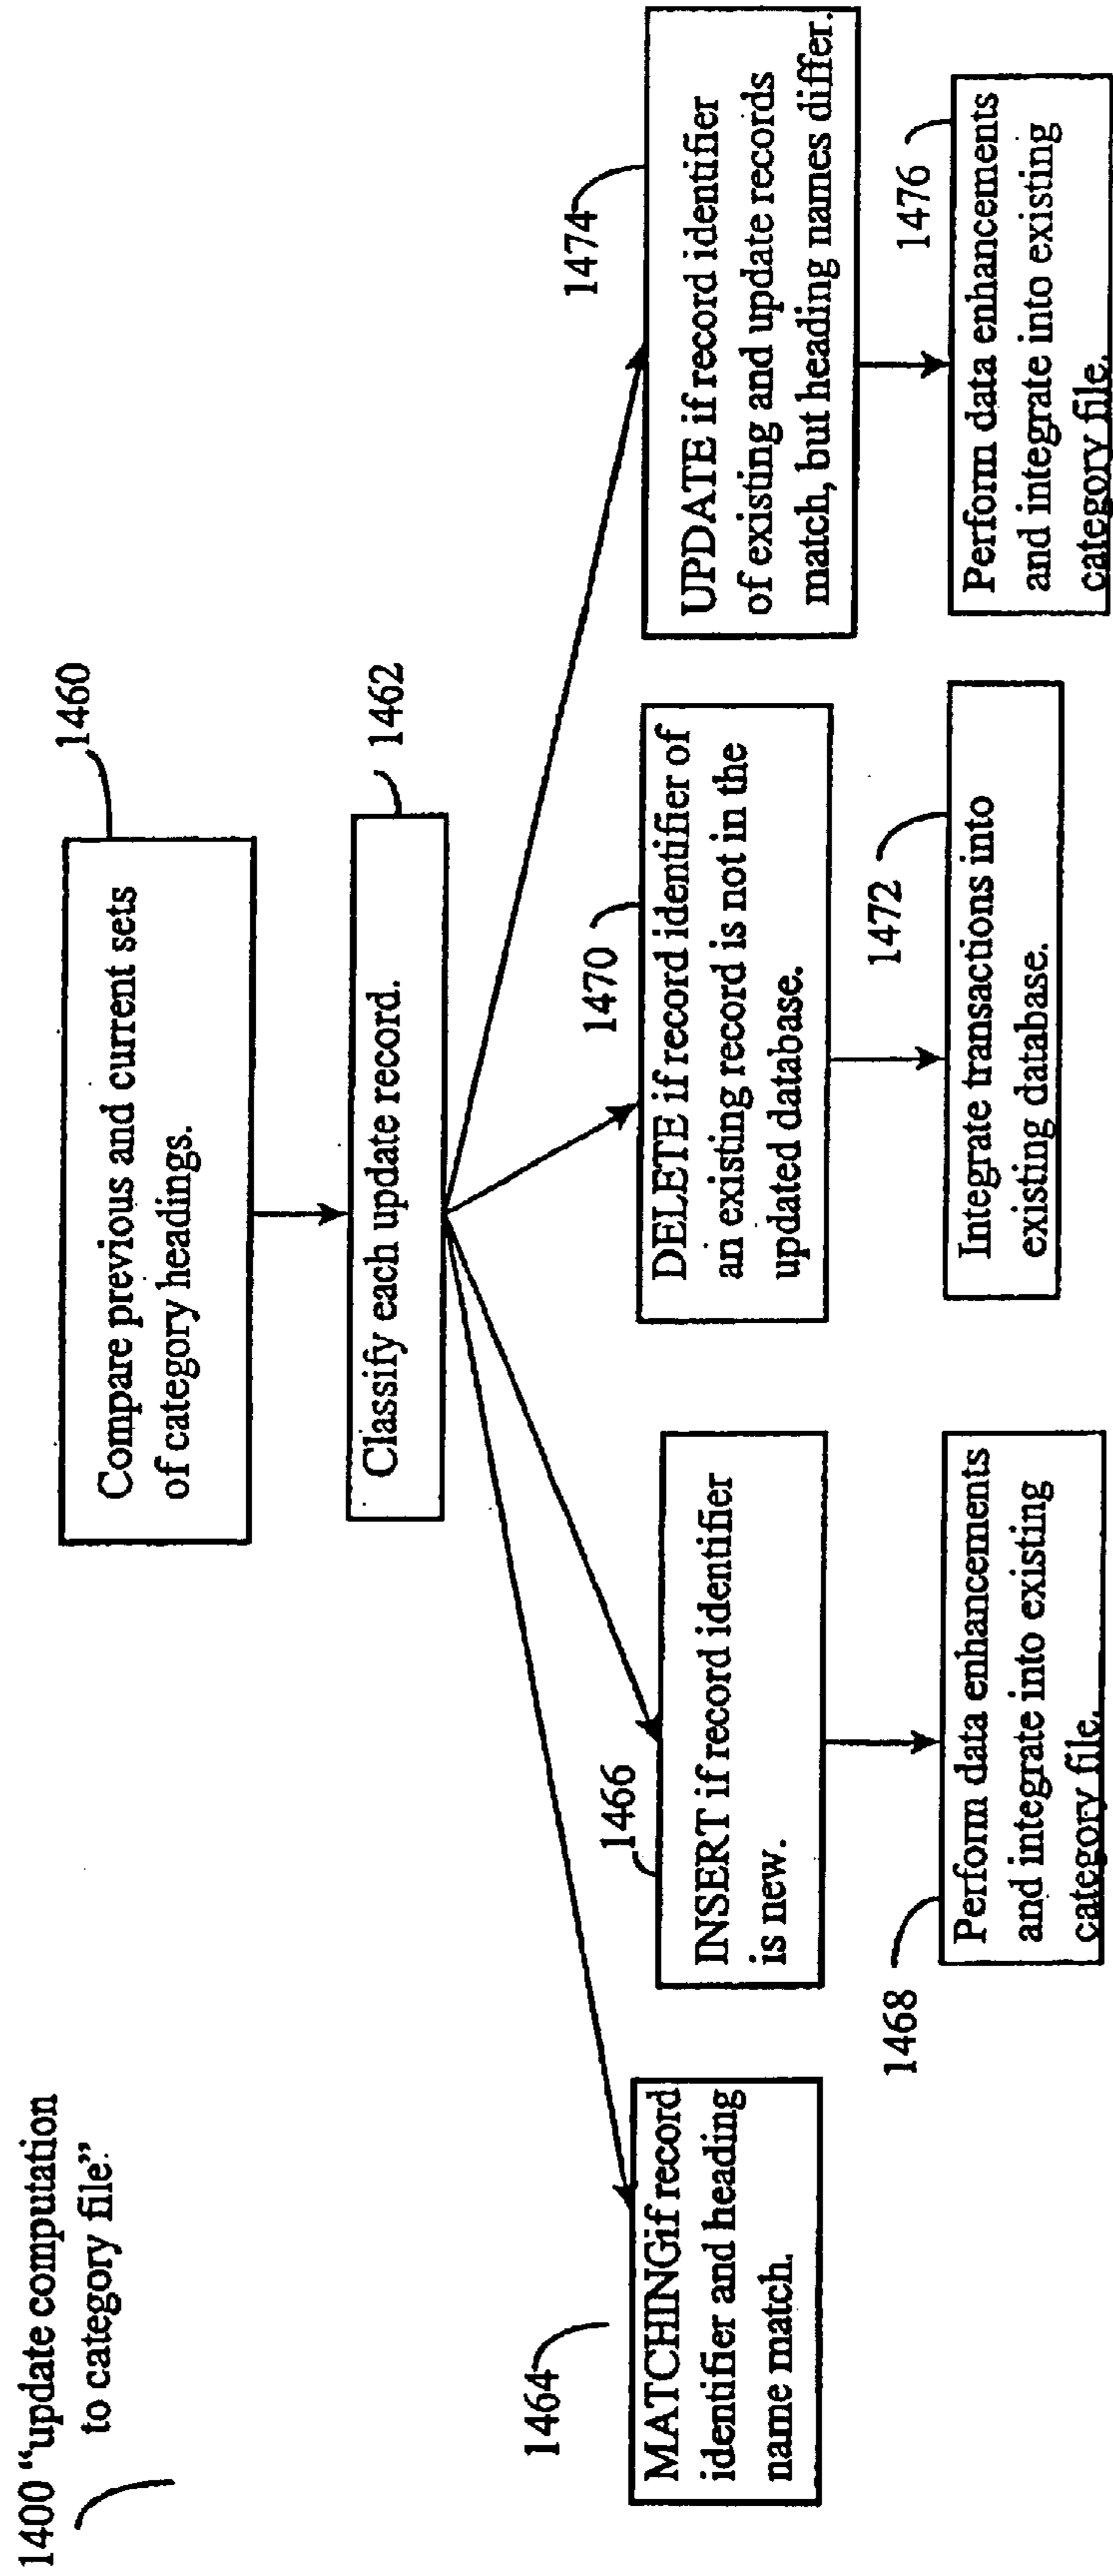 1400 “update computation
to category file”
1460
Compare previous and current sets
of category headings.
1462
Classify each update record.
1464
MATCHINGif record
identifier and heading
name match.
1466
INSERT if record identifier
is new.
1468
Perform data enhancements
and integrate into existing
category file.
1470
DELETE if record identifier of
an existing record is not in the
updated database.
1472
Integrate transactions into
existing database.
1474
UPDATE if record identifier
of existing and update records
match, but heading names differ.
1476
Perform data enhancements
and integrate into existing
category file.